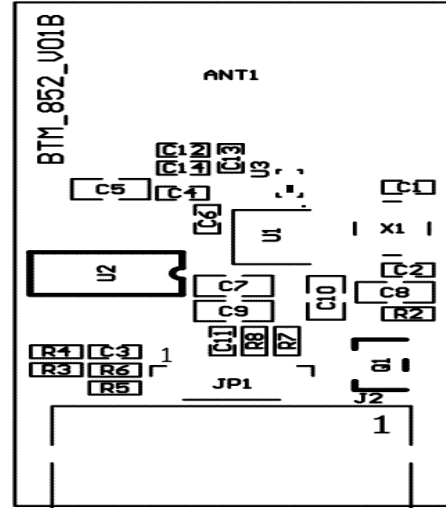 BTM_852_V01B
ANT1
C12
C14
C13
U3
C5
C4
C1
C6
U1
X1
U2
C2
C7
C10
C8
C9
R2
C11
R8
R7
R4
C3
1
R3
R6
JP1
Q1
R5
J2
1